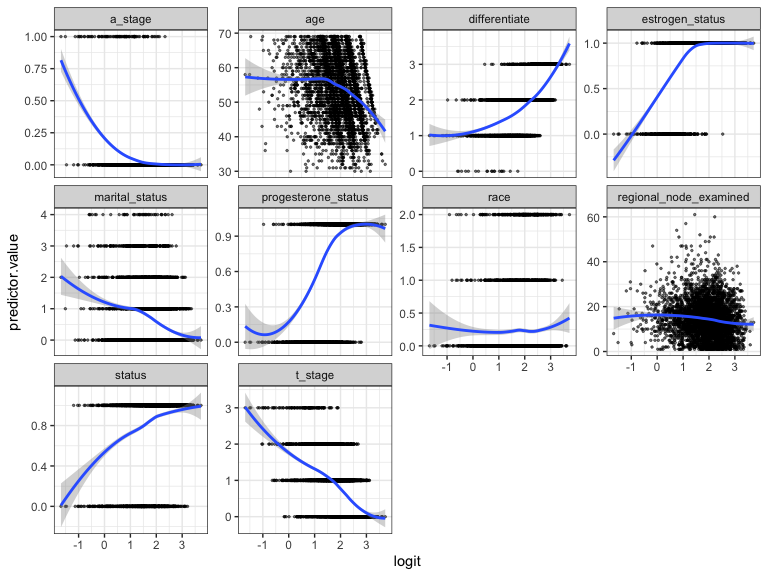 a_stage age differentiate estrogen_status
1.00 0.75 0.50 0.25 0.00
70 60 50 40 30
3 2 1 0
1.0 0.5 0.0
marital_status progesterone_status race regional_node_examined
4 3 2 1 0
0.9 0.6 0.3 0.0
2.0 1.5 1.0 0.5 0.0
60 40 20 0
status t_stage
0.8 0.4 0.0
3 2 1 0
-1 0 1 2 3
-1 0 1 2 3
-1 0 1 2 3
-1 0 1 2 3
predictor.value
logit